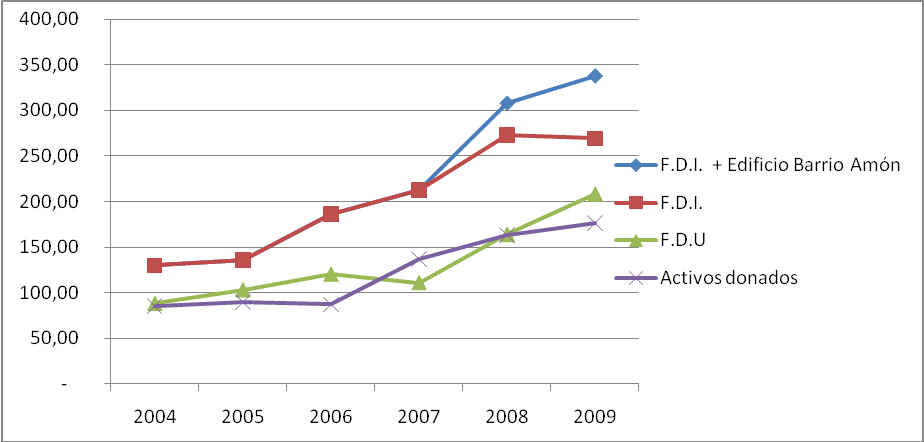 400,00
350,00
300,00
250,00
200,00
150,00
100,00
50,00
-
2004 2005 2006 2007 2008 2009
F.D.I. + Edificio Barrio Amón
F.D.I.
F.D.U
Activos donados